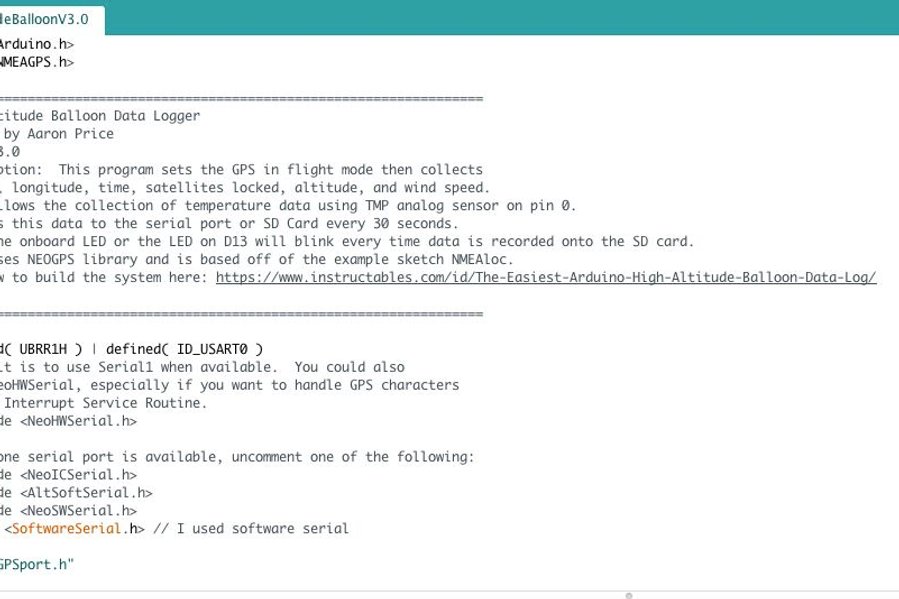 deBalloonV3.0
Arduino.h>
NMEAGPS.h>
======================================================================
titude Balloon Data Logger
by Aaron Price
3.0
ption:  This program sets the GPS in flight mode then collects
, longitude, time, satellites locked, altitude, and wind speed.
llows the collection of temperature data using TMP analog sensor on pin 0.
s this data to the serial port or SD Card every 30 seconds.
he onboard LED or the LED on D13 will blink every time data is recorded onto the SD card.
ses NEOGPS library and is based off of the example sketch NMEAloc.
w to build the system here: https://www.instructables.com/id/The-Easiest-Arduino-High-Altitude-Balloon-Data-Log/
======================================================================
d( UBRR1H ) | defined( ID_USART0 )
lt is to use Serial1 when available.  You could also
eoHWSerial, especially if you want to handle GPS characters
Interrupt Service Routine.
de <NeoHWSerial.h>
one serial port is available, uncomment one of the following:
de <NeoICSerial.h>
de <AltSoftSerial.h>
de <NeoSWSerial.h>
<SoftwareSerial.h> // I used software serial
GPSport.h"